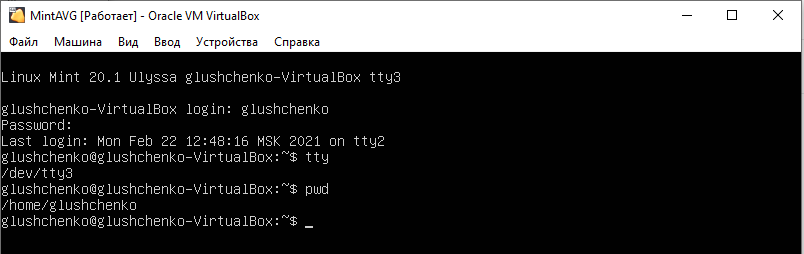 MintAVG [Работает] - Oracle VM VirtualBox
Файл Машина Вид Ввод Устройства Справка
Linux Mint 20.1 Ulyssa glushchenko-VirtualBox tty3
glushchenko-VirtualBox login: glushchenko
Password:
Last login: Mon Feb 22 12:48:16 MSK 2021 on tty2
glushchenko@glushchenko-VirtualBox:~$ tty
/dev/tty3
glushchenko@glushchenko-VirtualBox:~$ pwd
/home/glushchenko
glushchenko@glushchenko-VirtualBox:~$ _